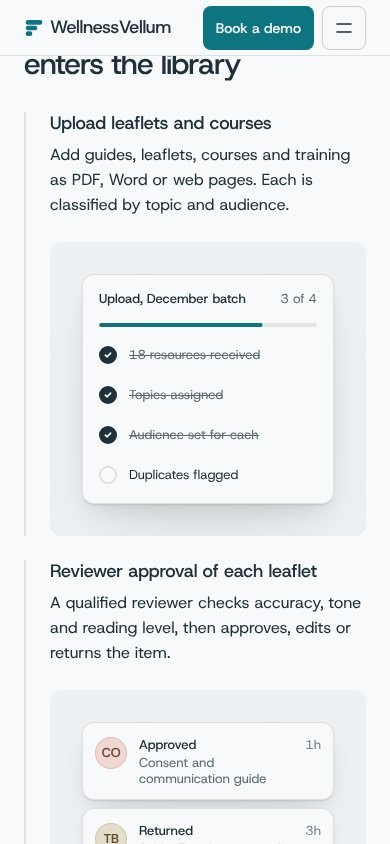 WellnessVellum
Book a demo
enters the library
Upload leaflets and courses
Add guides, leaflets, courses and training
as PDF, Word or web pages. Each is
classified by topic and audience.
Upload, December batch
3 of 4
18 resources received
Topics assigned
Audience set for each
Duplicates flagged
Reviewer approval of each leaflet
A qualified reviewer checks accuracy, tone
and reading level, then approves, edits or
returns the item.
CO
Approved
1h
Consent and
communication guide
TB
Returned
3h